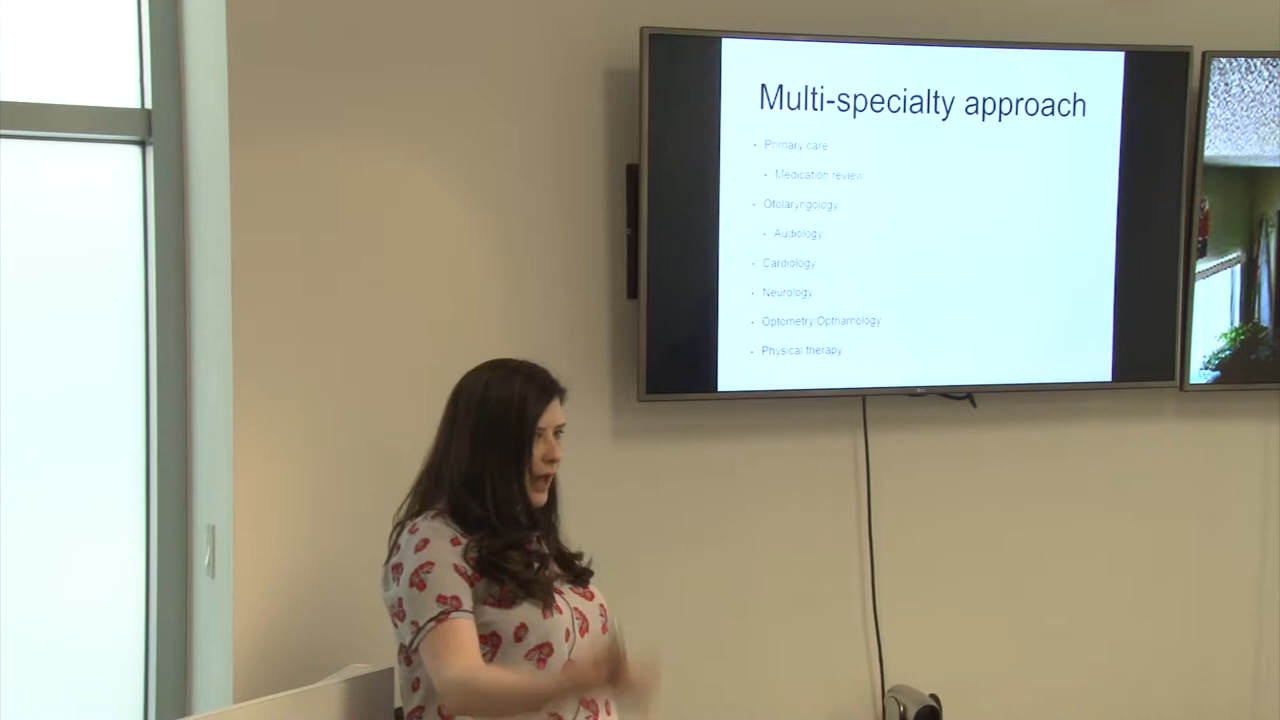 Multi-specialty approach
• Primary care
• Medication review
• Otolaryngology
• Audiology
• Cardiology
• Neurology
• Optometry/Opthamology
• Physical therapy